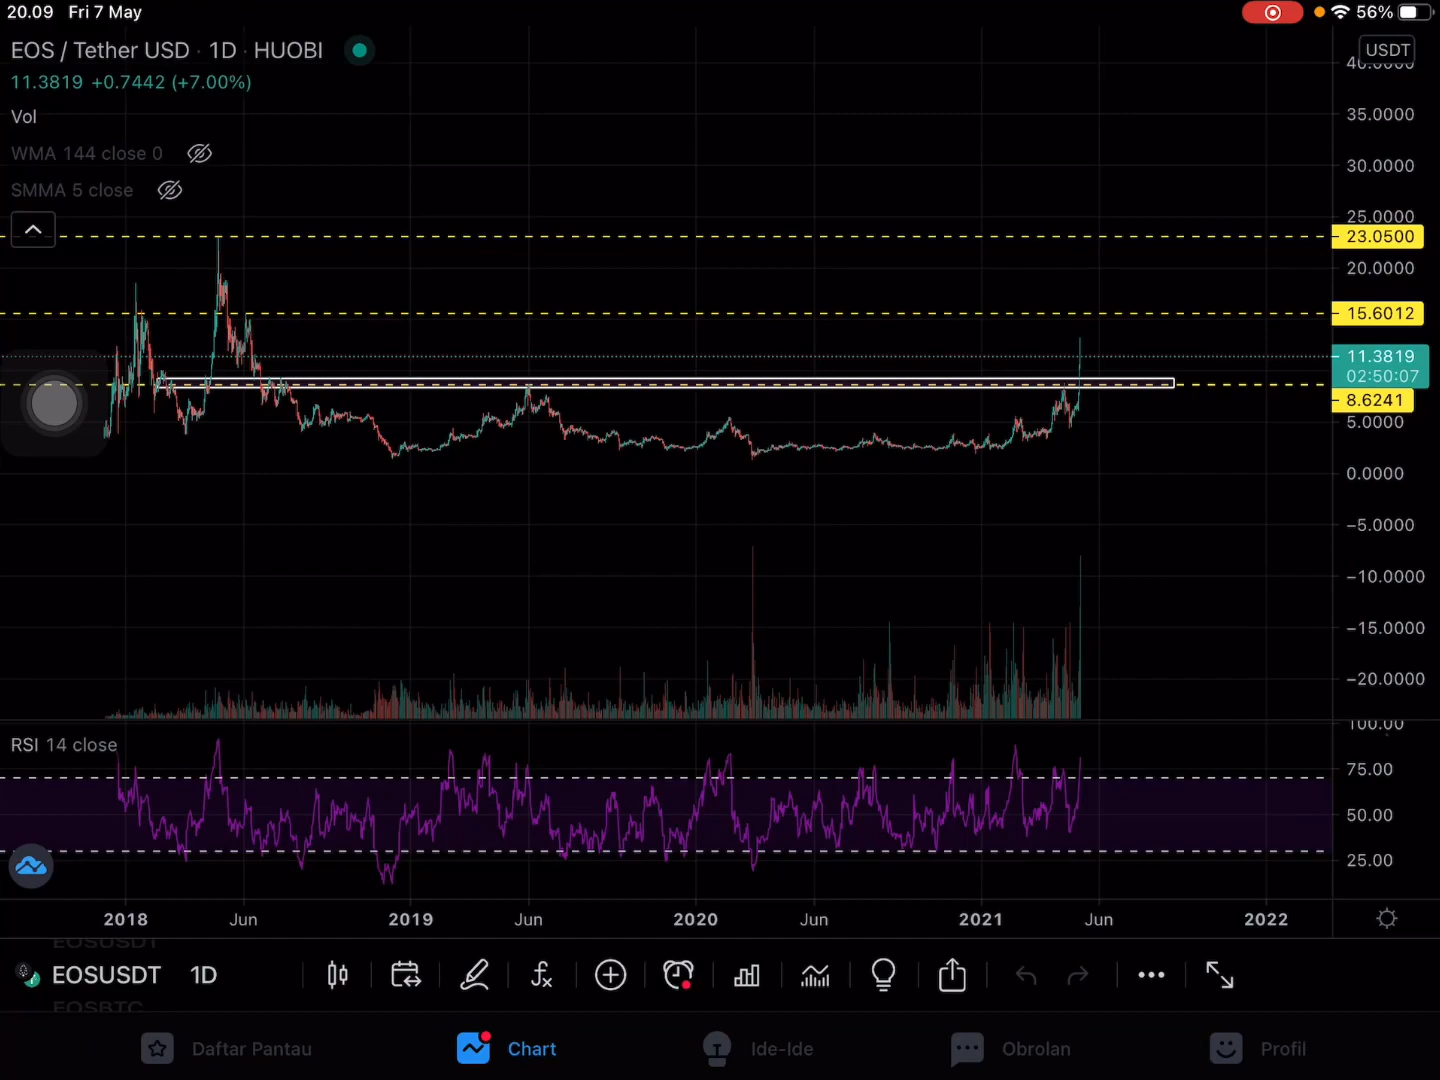 20.09 Fri 7 May
56%
EOS / Tether USD · 1D · HUOBI
USDT
11.3819 +0.7442 (+7.00%)
Vol
WMA 144 close 0
SMMA 5 close
40.0000
35.0000
30.0000
25.0000
23.0500
20.0000
15.6012
11.3819
02:50:07
8.6241
5.0000
0.0000
−5.0000
−10.0000
−15.0000
−20.0000
100.00
RSI 14 close
75.00
50.00
25.00
2018 Jun 2019 Jun 2020 Jun 2021 Jun 2022
EOSUSDT
EOSUSDT 1D
EOSBTC
Daftar Pantau Chart Ide-Ide Obrolan Profil